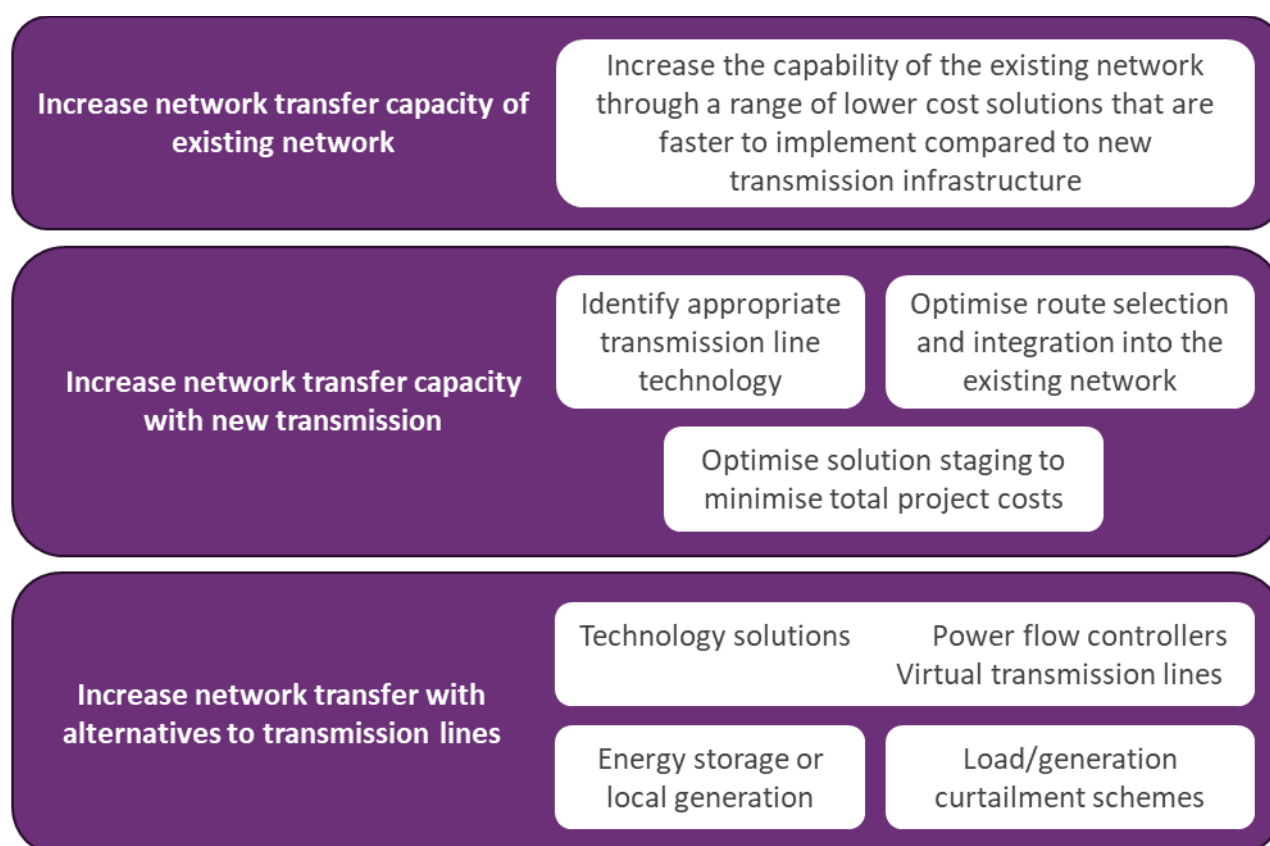 Increase network transfer capacity of
existing network
Increase the capability of the existing network
through a range of lower cost solutions that are
faster to implement compared to new
transmission infrastructure
Increase network transfer capacity
with new transmission
Identify appropriate
transmission line
technology
Optimise route selection
and integration into the
existing network
Optimise solution staging to
minimise total project costs
Increase network transfer with
alternatives to transmission lines
Technology solutions
Power flow controllers
Virtual transmission lines
Energy storage or
local generation
Load/generation
curtailment schemes